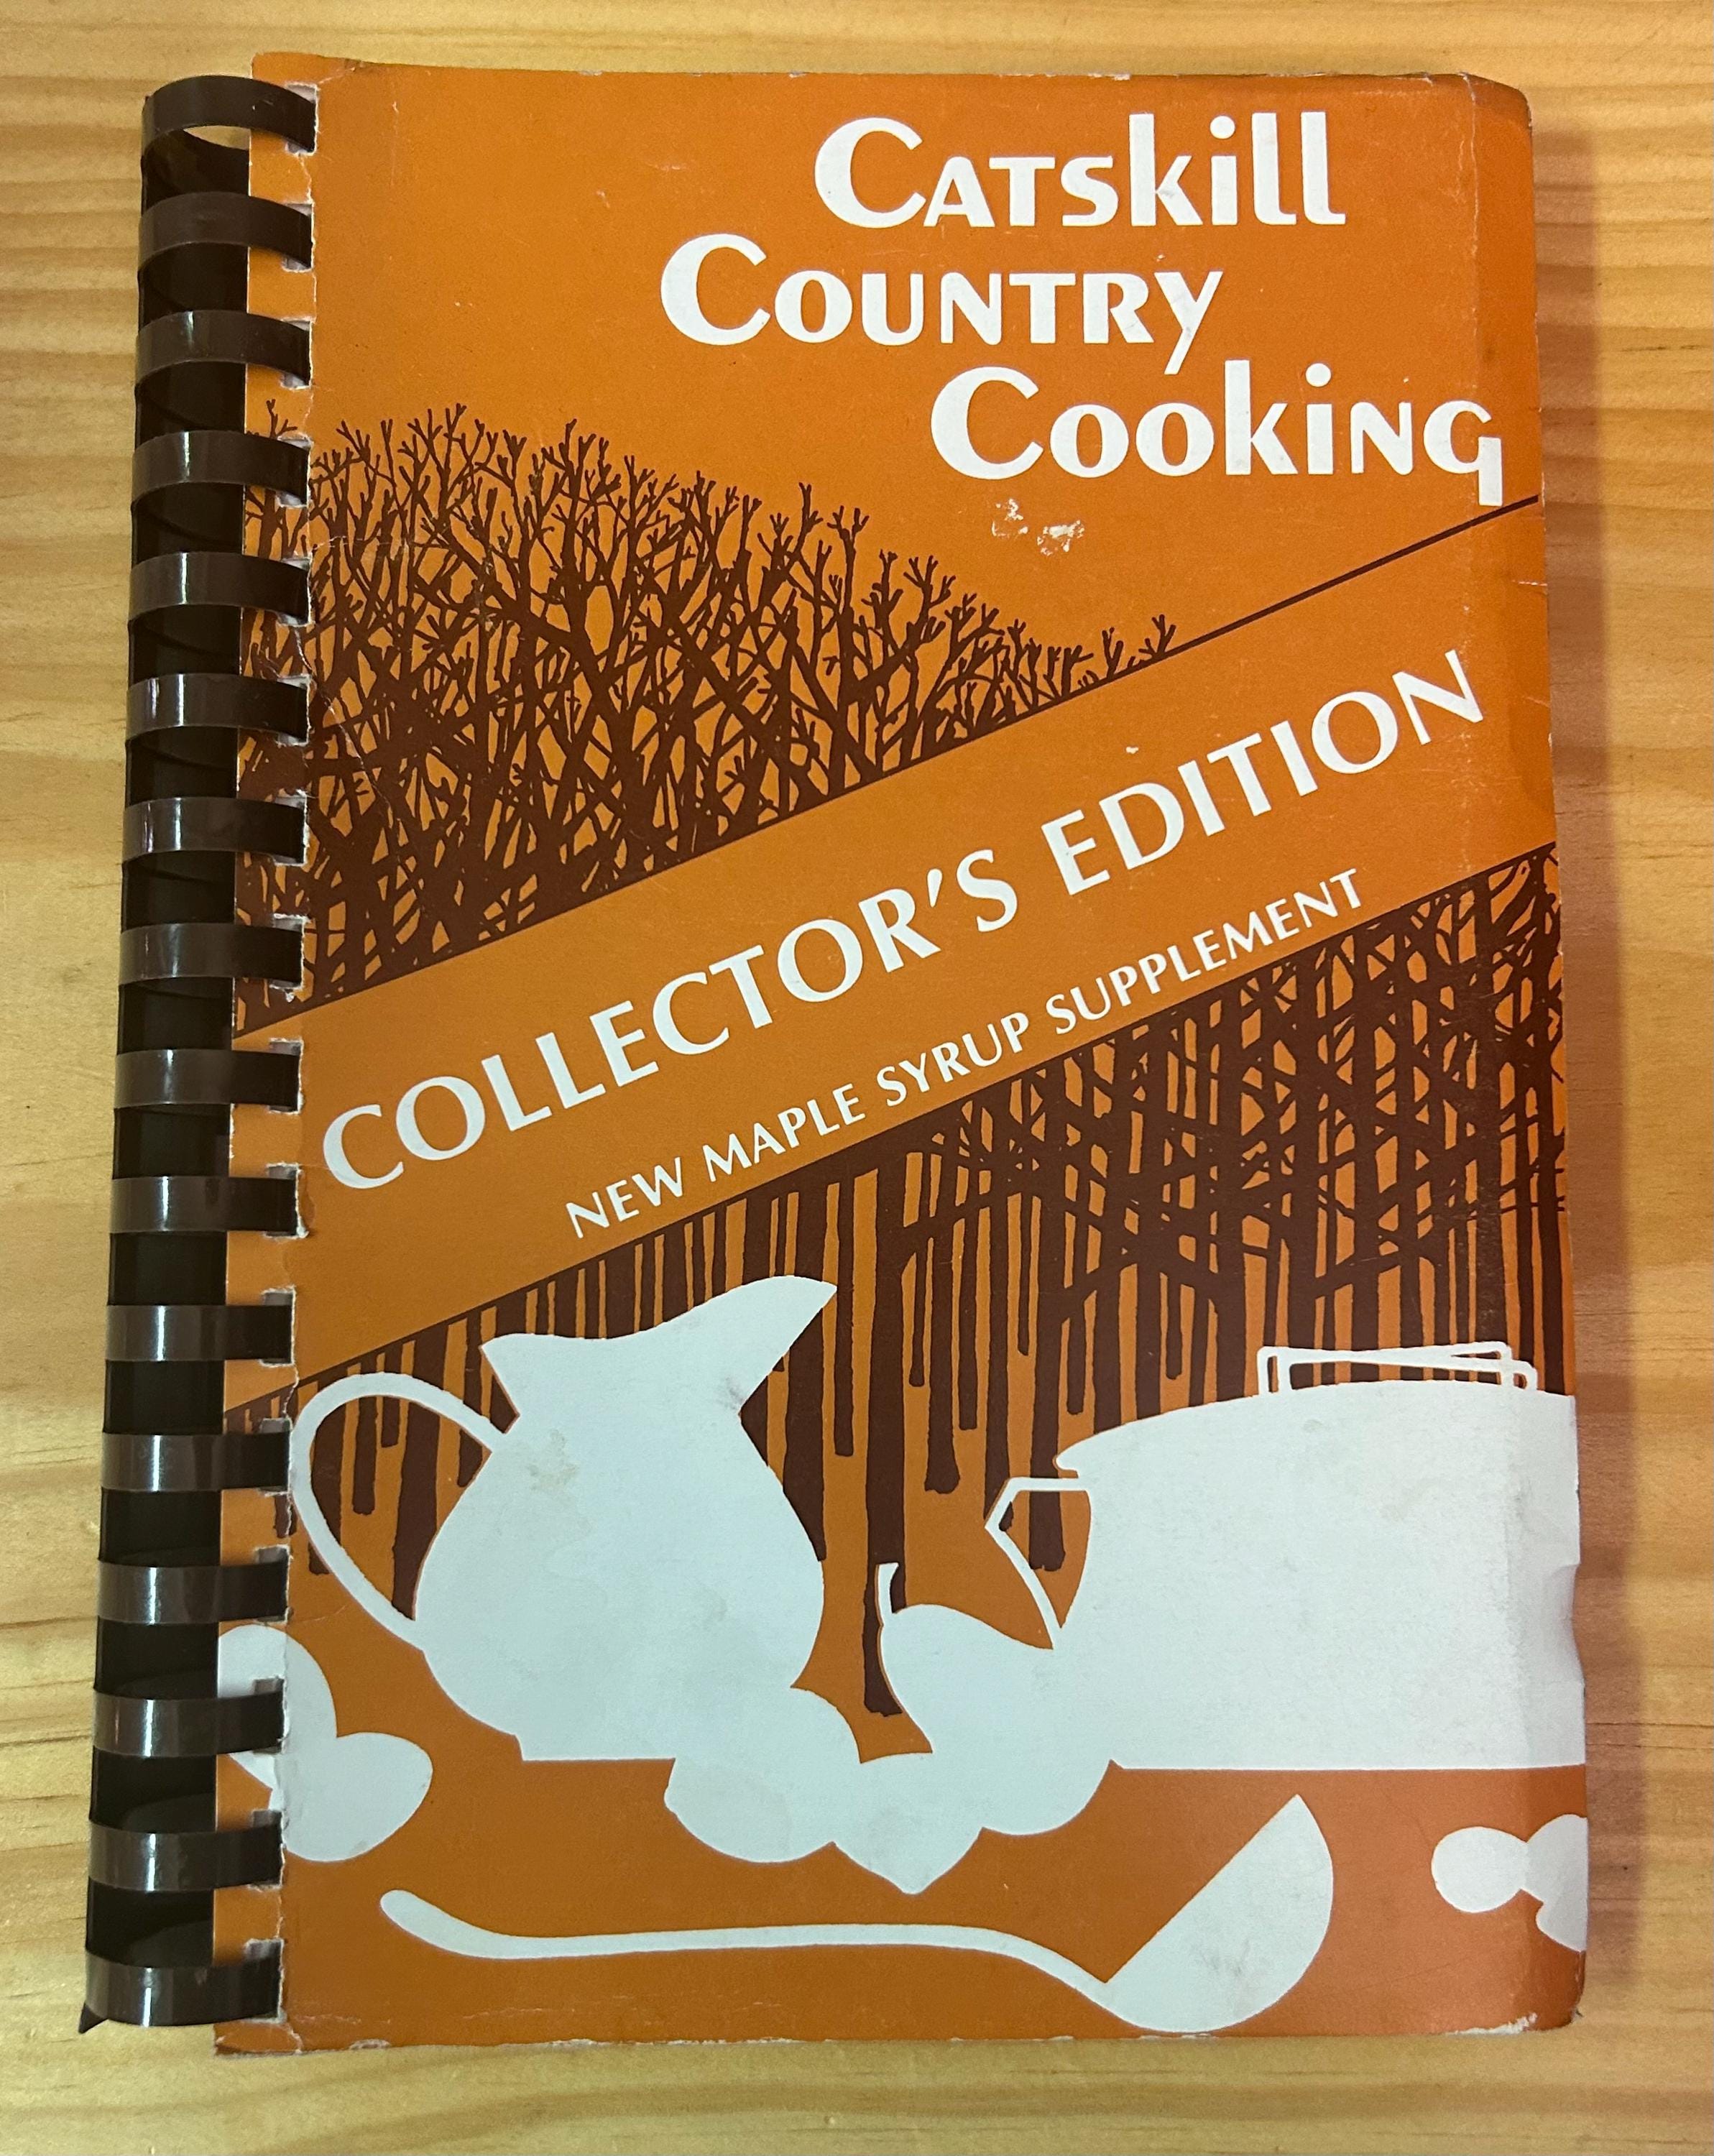 Catskill
Country
Cooking
COLLECTOR'S EDITION
NEW MAPLE SYRUP SUPPLEMENT